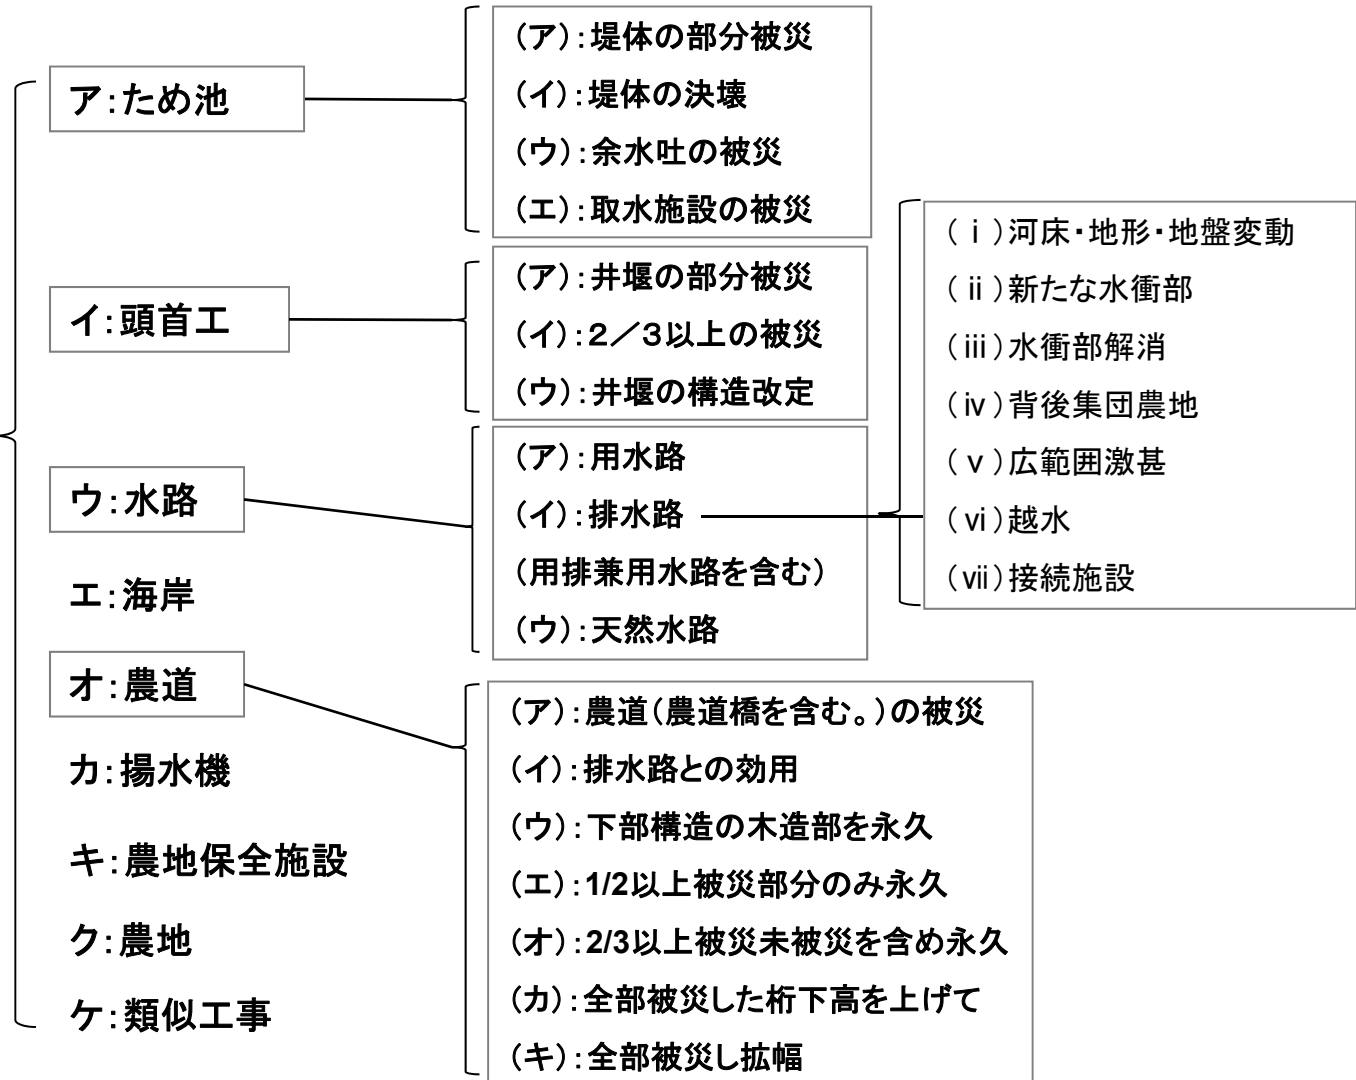 ア:ため池
(ア):堤体の部分被災
(イ):堤体の決壊
(ウ):余水吐の被災
(エ):取水施設の被災
イ:頭首工
(ア):井堰の部分被災
(イ):2/3以上の被災
(ウ):井堰の構造改定
ウ:水路
(ア):用水路
(イ):排水路
(用排兼用水路を含む)
(ウ):天然水路
(ⅰ)河床・地形・地盤変動
(ⅱ)新たな水衝部
(ⅲ)水衝部解消
(ⅳ)背後集団農地
(ⅴ)広範囲激甚
(ⅵ)越水
(ⅶ)接続施設
エ:海岸
オ:農道
(ア):農道(農道橋を含む。)の被災
(イ):排水路との効用
(ウ):下部構造の木造部を永久
(エ):1/2以上被災部分のみ永久
(オ):2/3以上被災未被災を含め永久
(カ):全部被災した桁下高を上げて
(キ):全部被災し拡幅
カ:揚水機
キ:農地保全施設
ク:農地
ケ:類似工事